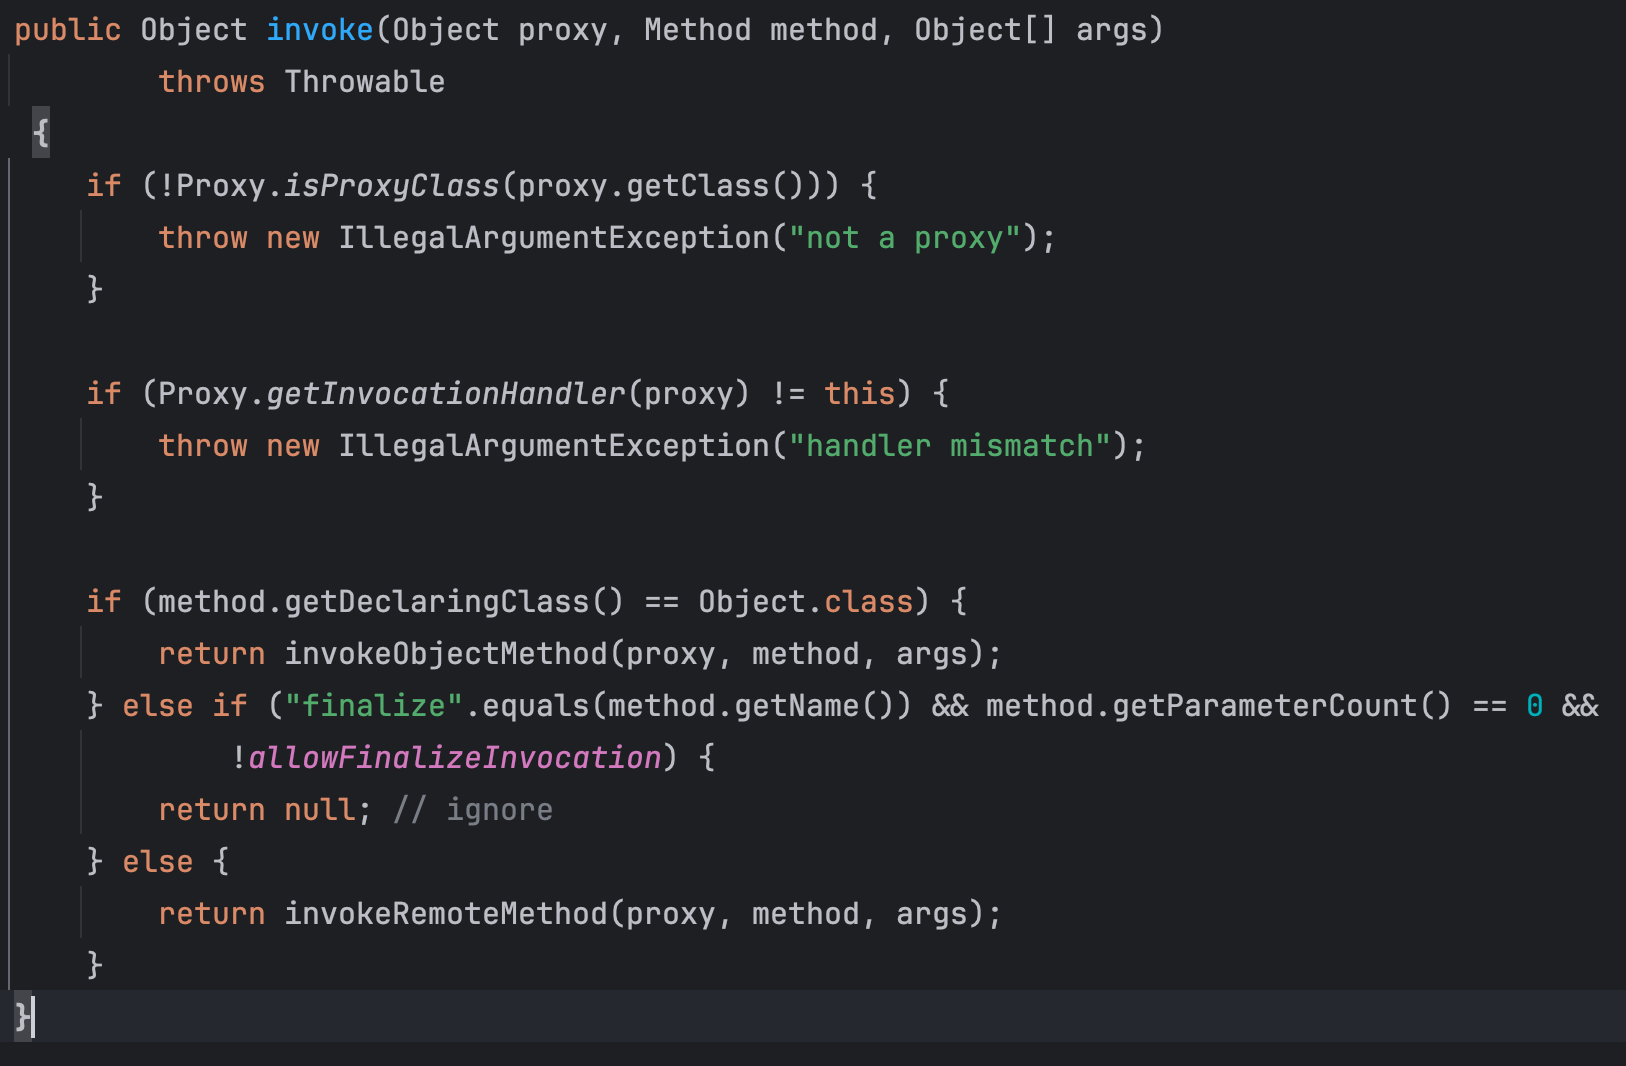 public Object invoke(Object proxy, Method method, Object[] args)
        throws Throwable
 {
    if (!Proxy.isProxyClass(proxy.getClass())) {
        throw new IllegalArgumentException("not a proxy");
    }

    if (Proxy.getInvocationHandler(proxy) != this) {
        throw new IllegalArgumentException("handler mismatch");
    }

    if (method.getDeclaringClass() == Object.class) {
        return invokeObjectMethod(proxy, method, args);
    } else if ("finalize".equals(method.getName()) && method.getParameterCount() == 0 &&
            !allowFinalizeInvocation) {
        return null; // ignore
    } else {
        return invokeRemoteMethod(proxy, method, args);
    }
}